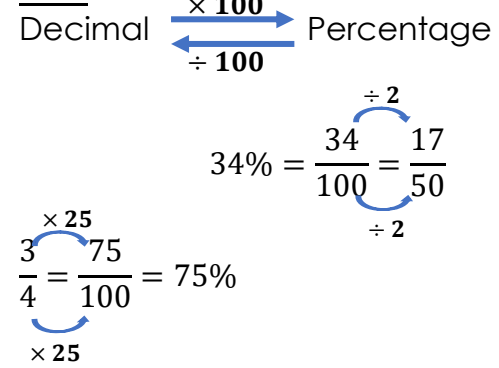 × 100
Decimal Percentage
÷ 100
÷ 2
34% = 34/100 = 17/50
÷ 2
× 25
3/4 = 75/100 = 75%
× 25